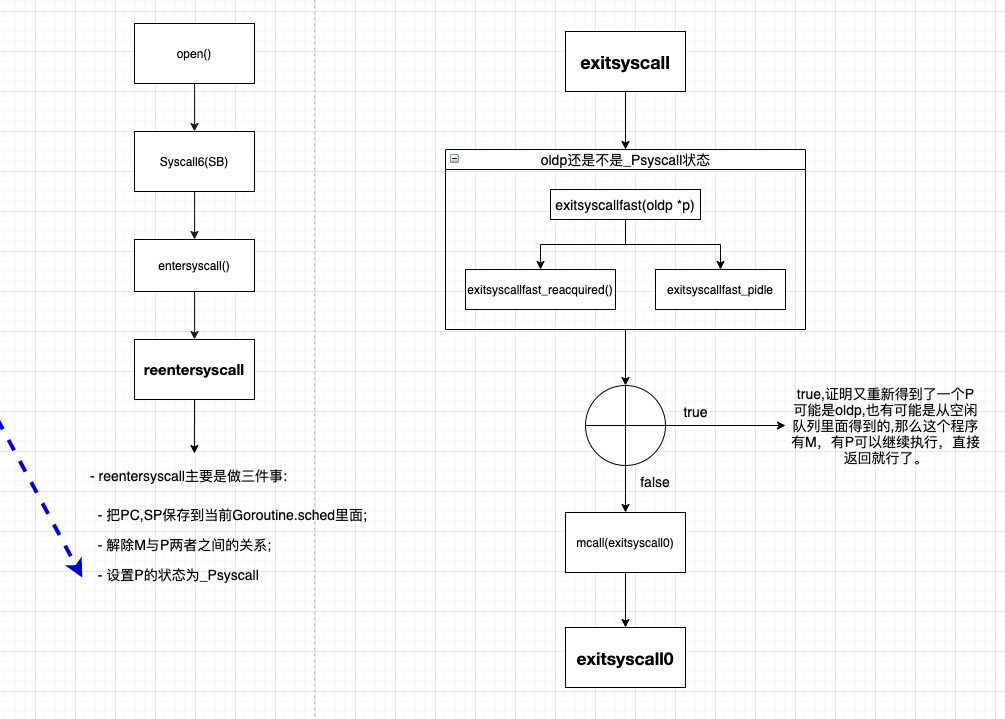 open()
Syscall6(SB)
entersyscall()
reentersyscall
- reentersyscall主要是做三件事:
- 把PC,SP保存到当前Goroutine.sched里面;
- 解除M与P两者之间的关系;
- 设置P的状态为_Psyscall
exitsyscall
oldp还是不是_Psyscall状态
exitsyscallfast(oldp *p)
exitsyscallfast_reacquired()
exitsyscallfast_pidle
true
true,证明又重新得到了一个P
可能是oldp,也有可能是从空闲
队列里面得到的,那么这个程序
有M，有P可以继续执行，直接
返回就行了。
false
mcall(exitsyscall0)
exitsyscall0